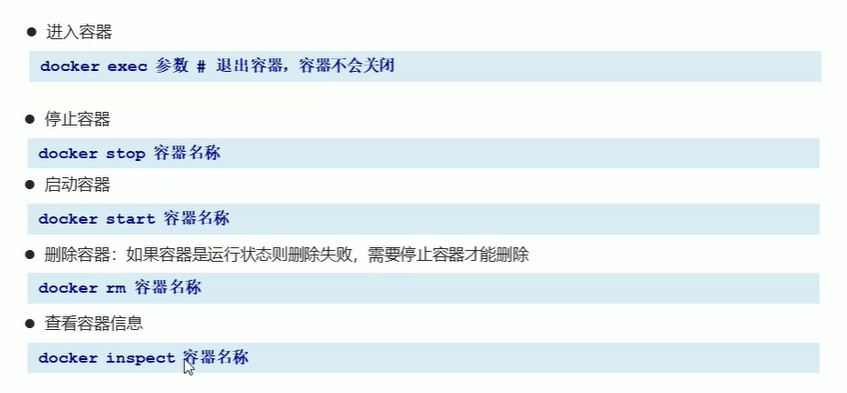 进入容器
docker exec 参数 # 退出容器，容器不会关闭
停止容器
docker stop 容器名称
启动容器
docker start 容器名称
删除容器：如果容器是运行状态则删除失败，需要停止容器才能删除
docker rm 容器名称
查看容器信息
docker inspect 容器名称